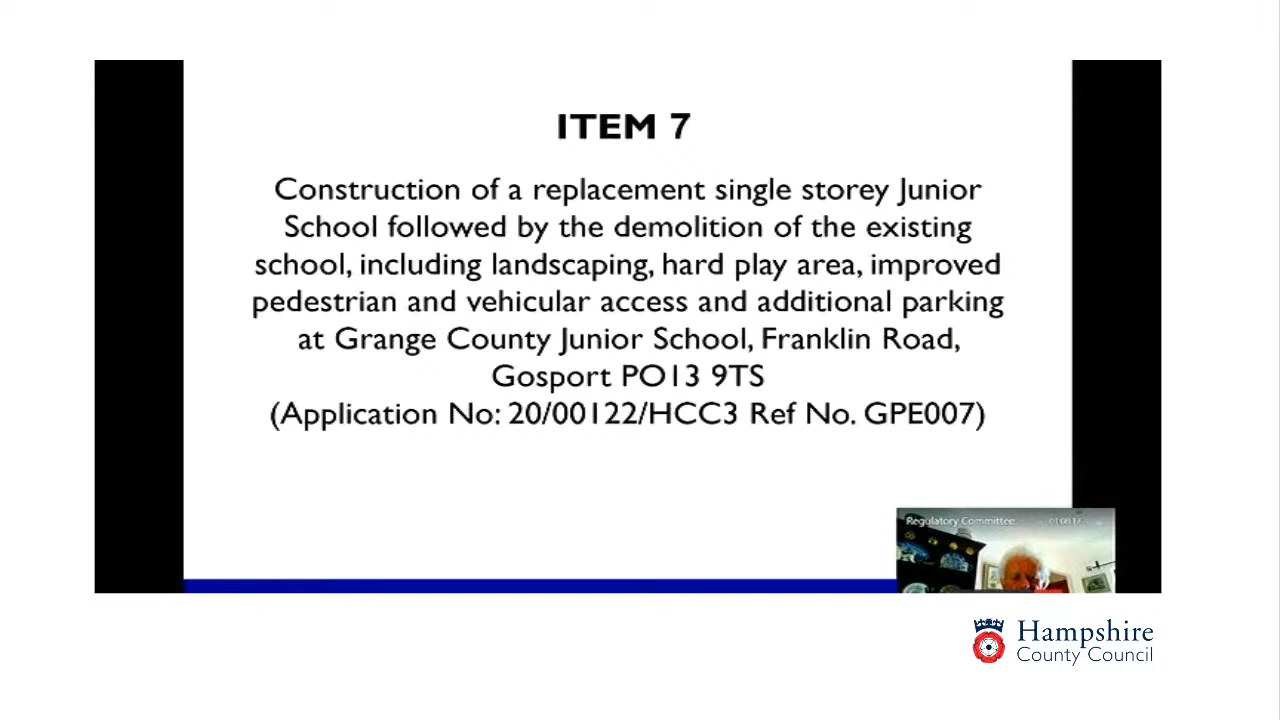 ITEM 7
Construction of a replacement single storey Junior
School followed by the demolition of the existing
school, including landscaping, hard play area, improved
pedestrian and vehicular access and additional parking
at Grange County Junior School, Franklin Road,
Gosport PO13 9TS
(Application No: 20/00122/HCC3 Ref No. GPE007)
Regulatory Committee
Hampshire
County Council